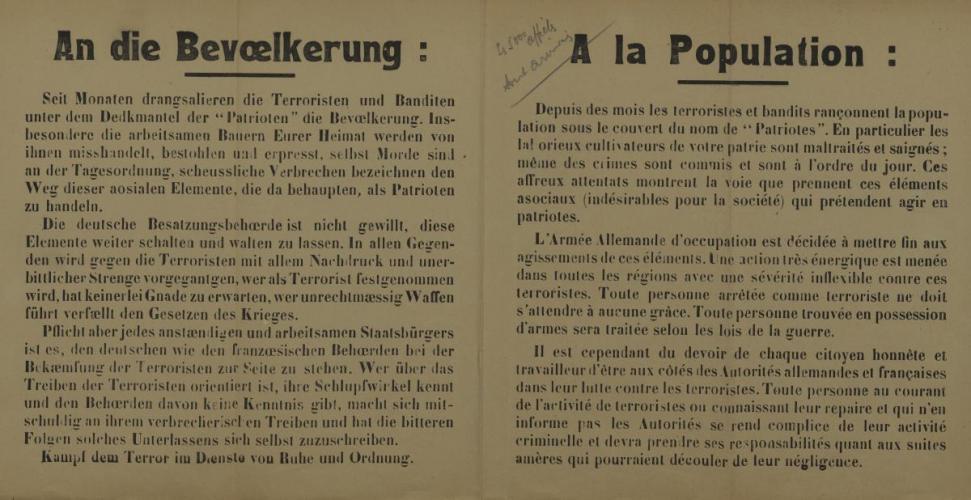 An die Bevœlkerung :
Seit Monaten drangsalieren die Terroristen und Banditen
unter dem Dedkmantel der “Patrioten” die Bevœlkerung. Ins-
besondere die arbeitsamen Bauern Eurer Heimat werden von
ihnen misshandelt, bestohlen und erpresst, selbst Morde sind
an der Tagesordnung, scheussliche Verbrechen bezeichnen den
Weg dieser aosialen Elemente, die da behaupten, als Patrioten
zu handeln.
Die deutsche Besatzungsbehœrde ist nicht gewillt, diese
Elemente weiter schalten und walten zu lassen. In allen Gegen-
den wird gegen die Terroristen mit allem Nachdruck und uner-
bittlicher Strenge vorgegantgen, wer als Terrorist festgenommen
wird, hat keinerlei Gnade zu erwarten, wer unrechtmæssig Waffen
führt verfællt den Gesetzen des Krieges.
Pflicht aber jedes anstændigen und arbeitsamen Staatsbürgers
ist es, den deutschen wie den franzœsischen Behœrden bei der
Bekæmfung der Terroristen zur Seite zu stehen. Wer über das
Treiben der Terroristen orientiert ist, ihre Schlupfwirkel kennt
und den Behœrden davon keine Kenntnis gibt, macht sich mit-
schuldig an ihrem verbrecherischen Treiben und hat die bitteren
Folgen solches Unterlassens sich selbst zuzuschreiben.
Kampf dem Terror im Dienste von Ruhe und Ordnung.
A la Population :
Depuis des mois les terroristes et bandits rançonnent la popu-
lation sous le couvert du nom de “Patriotes”. En particulier les
laborieux cultivateurs de votre patrie sont maltraités et saignés ;
même des crimes sont commis et sont à l'ordre du jour. Ces
affreux attentats montrent la voie que prennent ces éléments
asociaux (indésirables pour la société) qui prétendent agir en
patriotes.
L'Armée Allemande d'occupation est décidée à mettre fin aux
agissements de ces éléments. Une action très énergique est menée
dans toutes les régions avec une sévérité inflexible contre ces
terroristes. Toute personne arrêtée comme terroriste ne doit
s'attendre à aucune grâce. Toute personne trouvée en possession
d'armes sera traitée selon les lois de la guerre.
Il est cependant du devoir de chaque citoyen honnête et
travailleur d'être aux côtés des Autorités allemandes et françaises
dans leur lutte contre les terroristes. Toute personne au courant
de l'activité de terroristes ou connaissant leur repaire et qui n'en
informe pas les Autorités se rend complice de leur activité
criminelle et devra prendre ses responsabilités quant aux suites
amères qui pourraient découler de leur négligence.